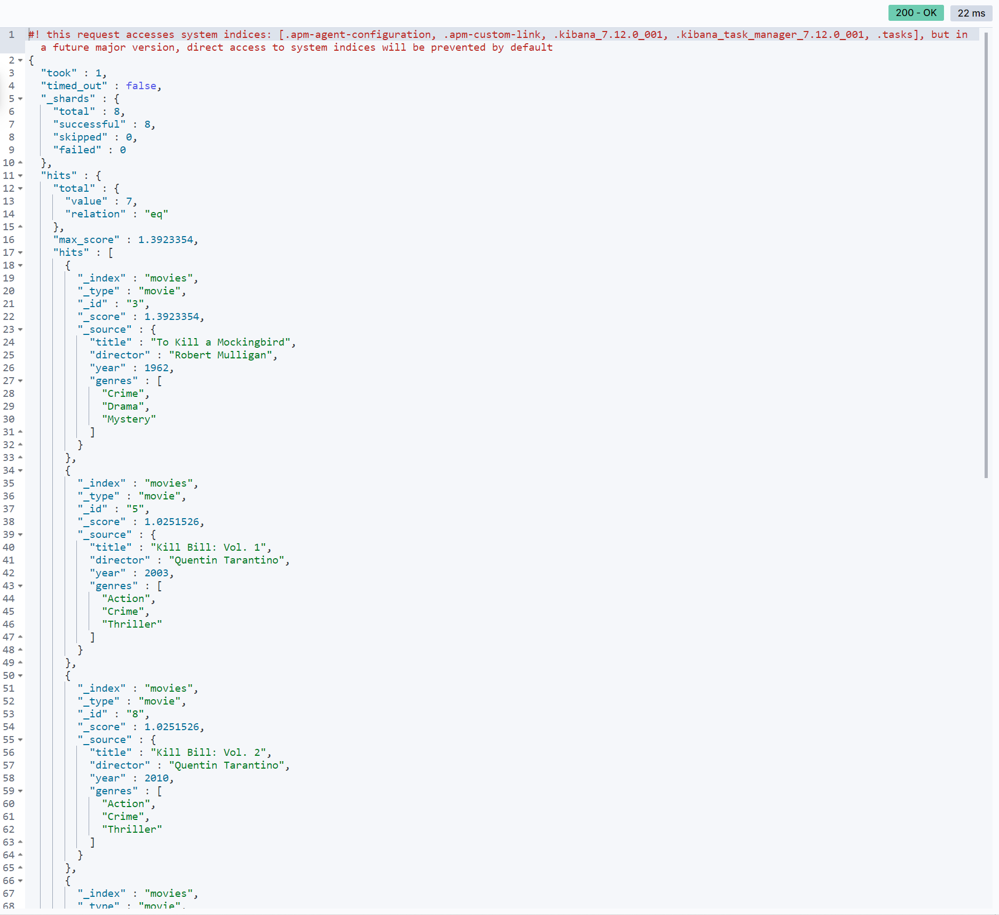 200 - OK 22 ms
1 #! this request accesses system indices: [.apm-agent-configuration, .apm-custom-link, .kibana_7.12.0_001, .kibana_task_manager_7.12.0_001, .tasks], but in
a future major version, direct access to system indices will be prevented by default
2 {
3 "took" : 1,
4 "timed_out" : false,
5 "_shards" : {
6 "total" : 8,
7 "successful" : 8,
8 "skipped" : 0,
9 "failed" : 0
10 },
11 "hits" : {
12 "total" : {
13 "value" : 7,
14 "relation" : "eq"
15 },
16 "max_score" : 1.3923354,
17 "hits" : [
18 {
19 "_index" : "movies",
20 "_type" : "movie",
21 "_id" : "3",
22 "_score" : 1.3923354,
23 "_source" : {
24 "title" : "To Kill a Mockingbird",
25 "director" : "Robert Mulligan",
26 "year" : 1962,
27 "genres" : [
28 "Crime",
29 "Drama",
30 "Mystery"
31 ]
32 }
33 },
34 {
35 "_index" : "movies",
36 "_type" : "movie",
37 "_id" : "5",
38 "_score" : 1.0251526,
39 "_source" : {
40 "title" : "Kill Bill: Vol. 1",
41 "director" : "Quentin Tarantino",
42 "year" : 2003,
43 "genres" : [
44 "Action",
45 "Crime",
46 "Thriller"
47 ]
48 }
49 },
50 {
51 "_index" : "movies",
52 "_type" : "movie",
53 "_id" : "8",
54 "_score" : 1.0251526,
55 "_source" : {
56 "title" : "Kill Bill: Vol. 2",
57 "director" : "Quentin Tarantino",
58 "year" : 2010,
59 "genres" : [
60 "Action",
61 "Crime",
62 "Thriller"
63 ]
64 }
65 },
66 {
67 "_index" : "movies",
68 "_type" : "movie",